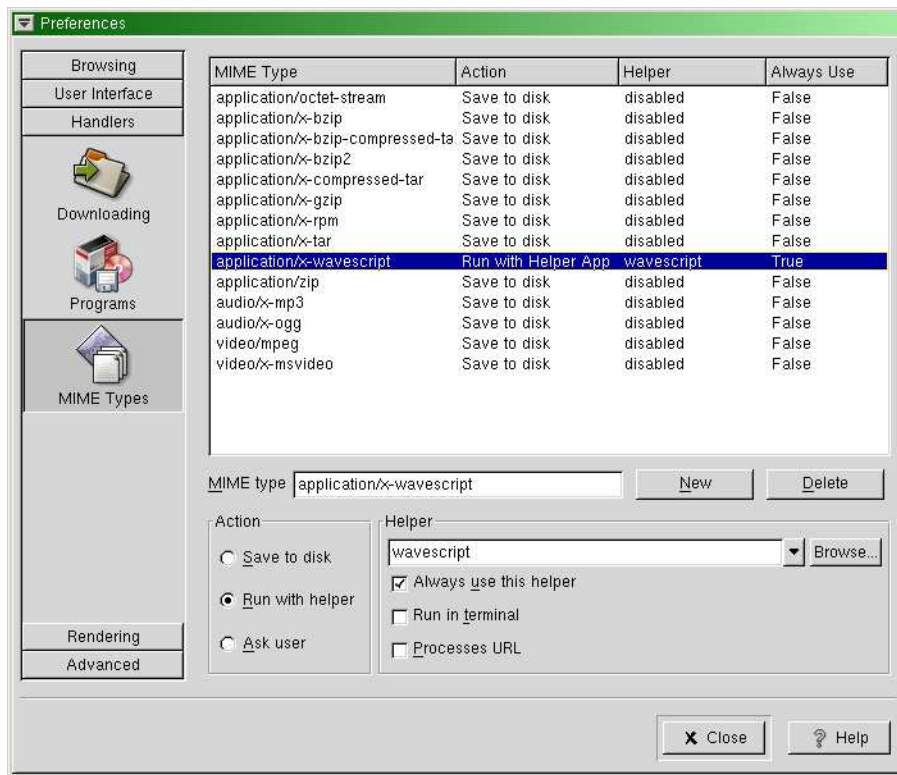 Preferences
Browsing
User Interface
Handlers
Downloading
Programs
MIME Types
Rendering
Advanced
MIME Type Action Helper Always Use
application/octet-stream Save to disk disabled False
application/x-bzip Save to disk disabled False
application/x-bzip-compressed-ta Save to disk disabled False
application/x-bzip2 Save to disk disabled False
application/x-compressed-tar Save to disk disabled False
application/x-gzip Save to disk disabled False
application/x-rpm Save to disk disabled False
application/x-tar Save to disk disabled False
application/x-wavescript Run with Helper App wavescript True
application/zip Save to disk disabled False
audio/x-mp3 Save to disk disabled False
audio/x-ogg Save to disk disabled False
video/mpeg Save to disk disabled False
video/x-msvideo Save to disk disabled False
MIME type application/x-wavescript New Delete
Action
Save to disk
Run with helper
Ask user
Helper
wavescript Browse...
Always use this helper
Run in terminal
Processes URL
Close Help